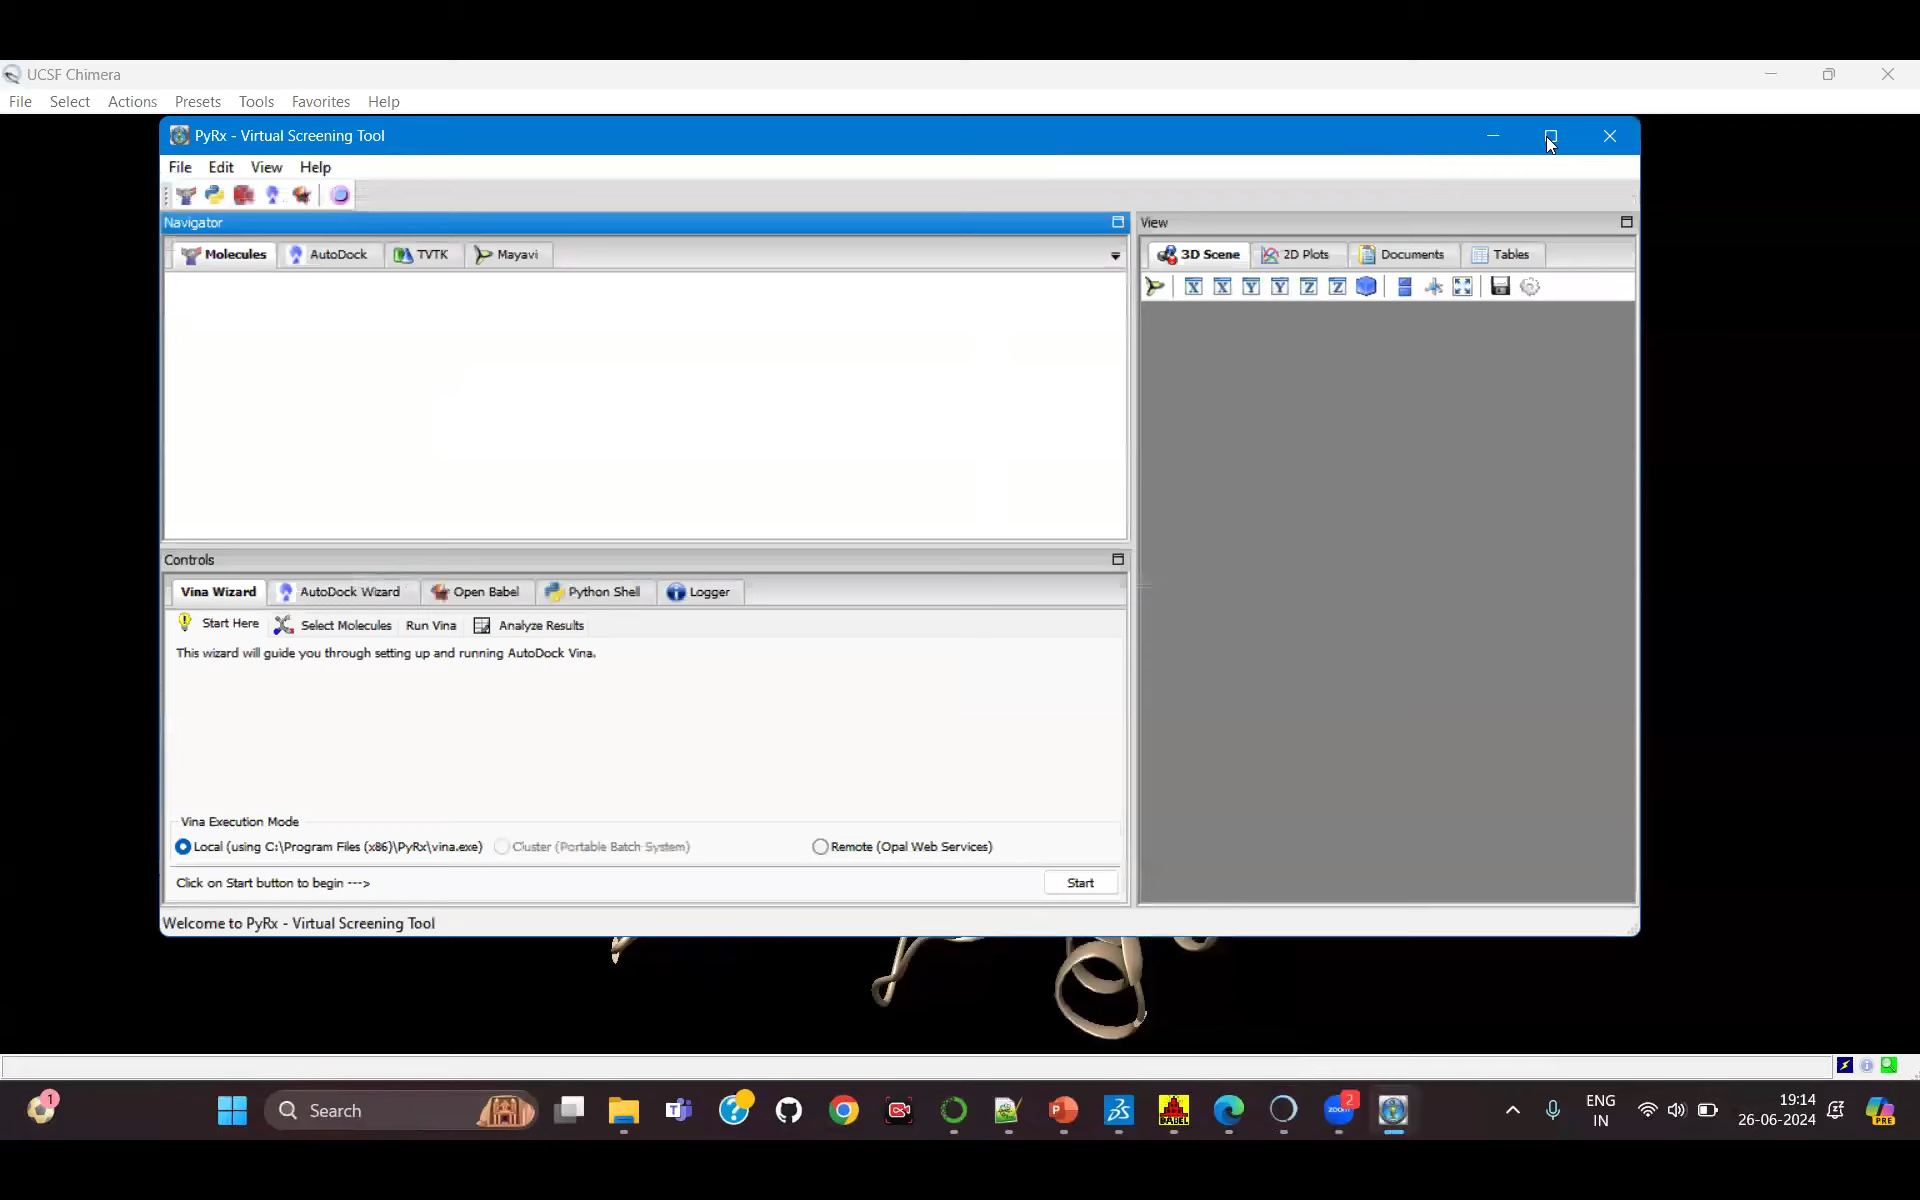 UCSF Chimera
File Select Actions Presets Tools Favorites Help
PyRx - Virtual Screening Tool
File Edit View Help
Navigator
View
Molecules AutoDock TVTK Mayavi
3D Scene 2D Plots Documents Tables
X X Y Y Z Z
Controls
Vina Wizard AutoDock Wizard Open Babel Python Shell Logger
Start Here Select Molecules Run Vina Analyze Results
This wizard will guide you through setting up and running AutoDock Vina.
Vina Execution Mode
Local (using C:\Program Files (x86)\PyRx\vina.exe) Cluster (Portable Batch System) Remote (Opal Web Services)
Click on Start button to begin --->
Start
Welcome to PyRx - Virtual Screening Tool
1
Search
BABEL
zoom
2
ENG
IN
19:14
26-06-2024
PRE